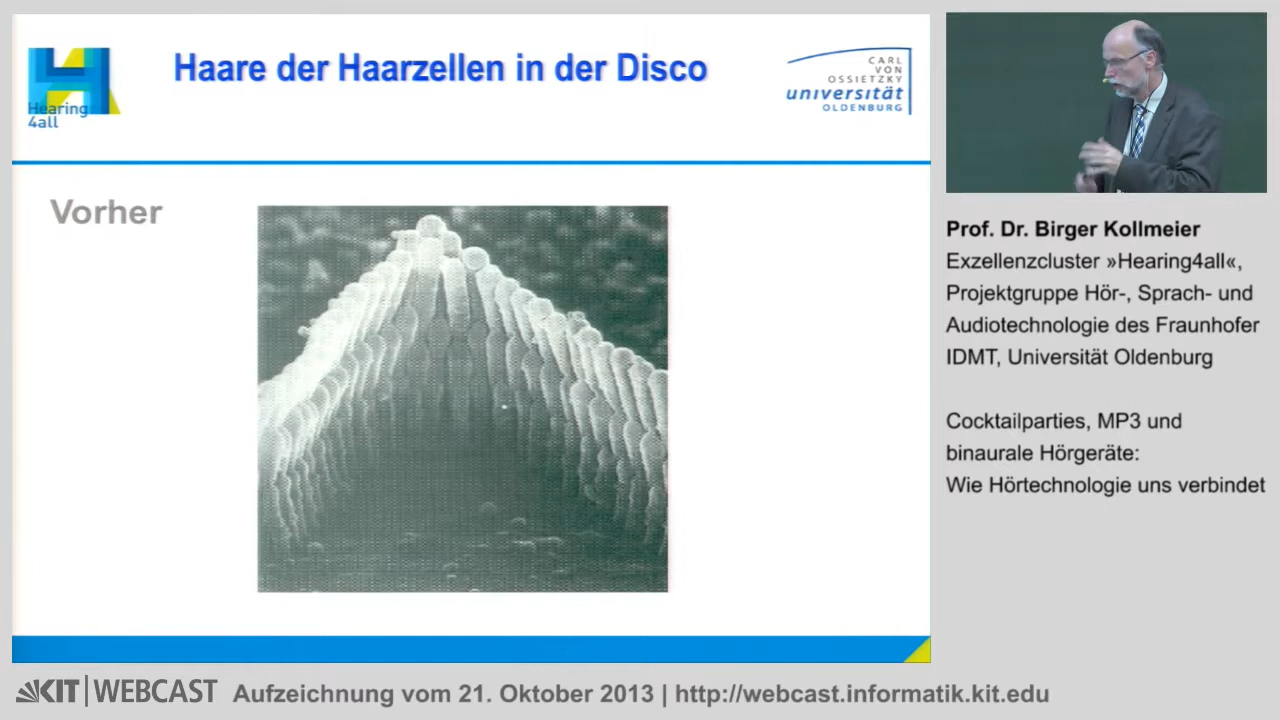 Hearing
4all
Haare der Haarzellen in der Disco
CARL
VON
OSSIETZKY
universität
OLDENBURG
Vorher
Prof. Dr. Birger Kollmeier
Exzellenzcluster »Hearing4all«,
Projektgruppe Hör-, Sprach- und
Audiotechnologie des Fraunhofer
IDMT, Universität Oldenburg
Cocktailparties, MP3 und
binaurale Hörgeräte:
Wie Hörtechnologie uns verbindet
KIT | WEBCAST Aufzeichnung vom 21. Oktober 2013 | http://webcast.informatik.kit.edu